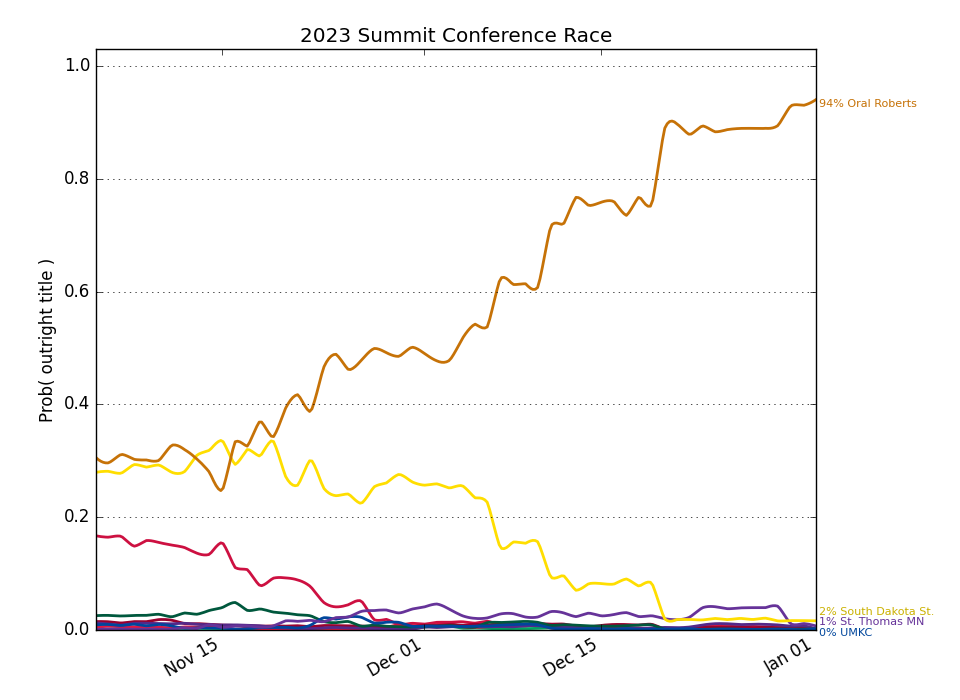 2023 Summit Conference Race
Prob( outright title )
1.0
0.8
0.6
0.4
0.2
0.0
Nov 15
Dec 01
Dec 15
Jan 01
94% Oral Roberts
2% South Dakota St.
1% St. Thomas MN
0% UMKC